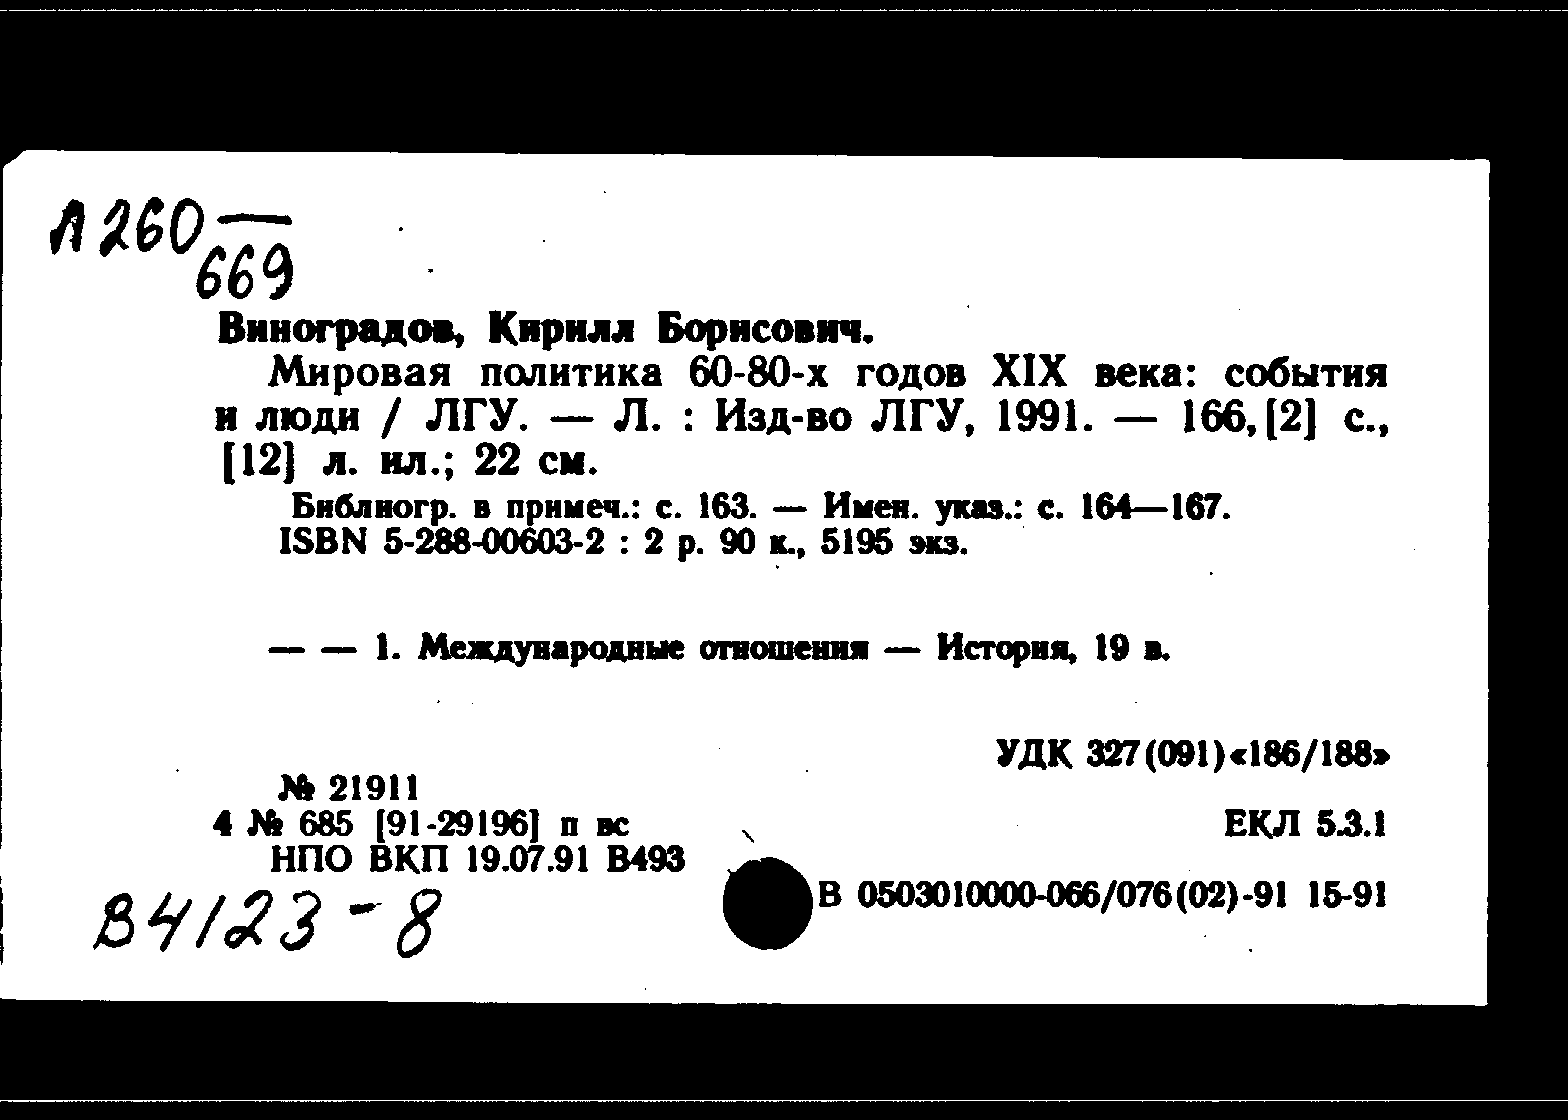 Л260—
669
Виноградов, Кирилл Борисович.
Мировая политика 60-80-х годов XIX века: события
и люди / ЛГУ. — Л. : Изд-во ЛГУ, 1991. — 166,[2] с.,
[12] л. ил.; 22 см.
Библиогр. в примеч.: с. 163. — Имен. указ.: с. 164—167.
ISBN 5-288-00603-2 : 2 р. 90 к., 5195 экз.
— — 1. Международные отношения — История, 19 в.
УДК 327(091)«186/188»
№ 21911
4 № 685 [91-29196] п вс
ЕКЛ 5.3.1
НПО ВКП 19.07.91 В493
В 0503010000-066/076(02)-91 15-91
В4123-8